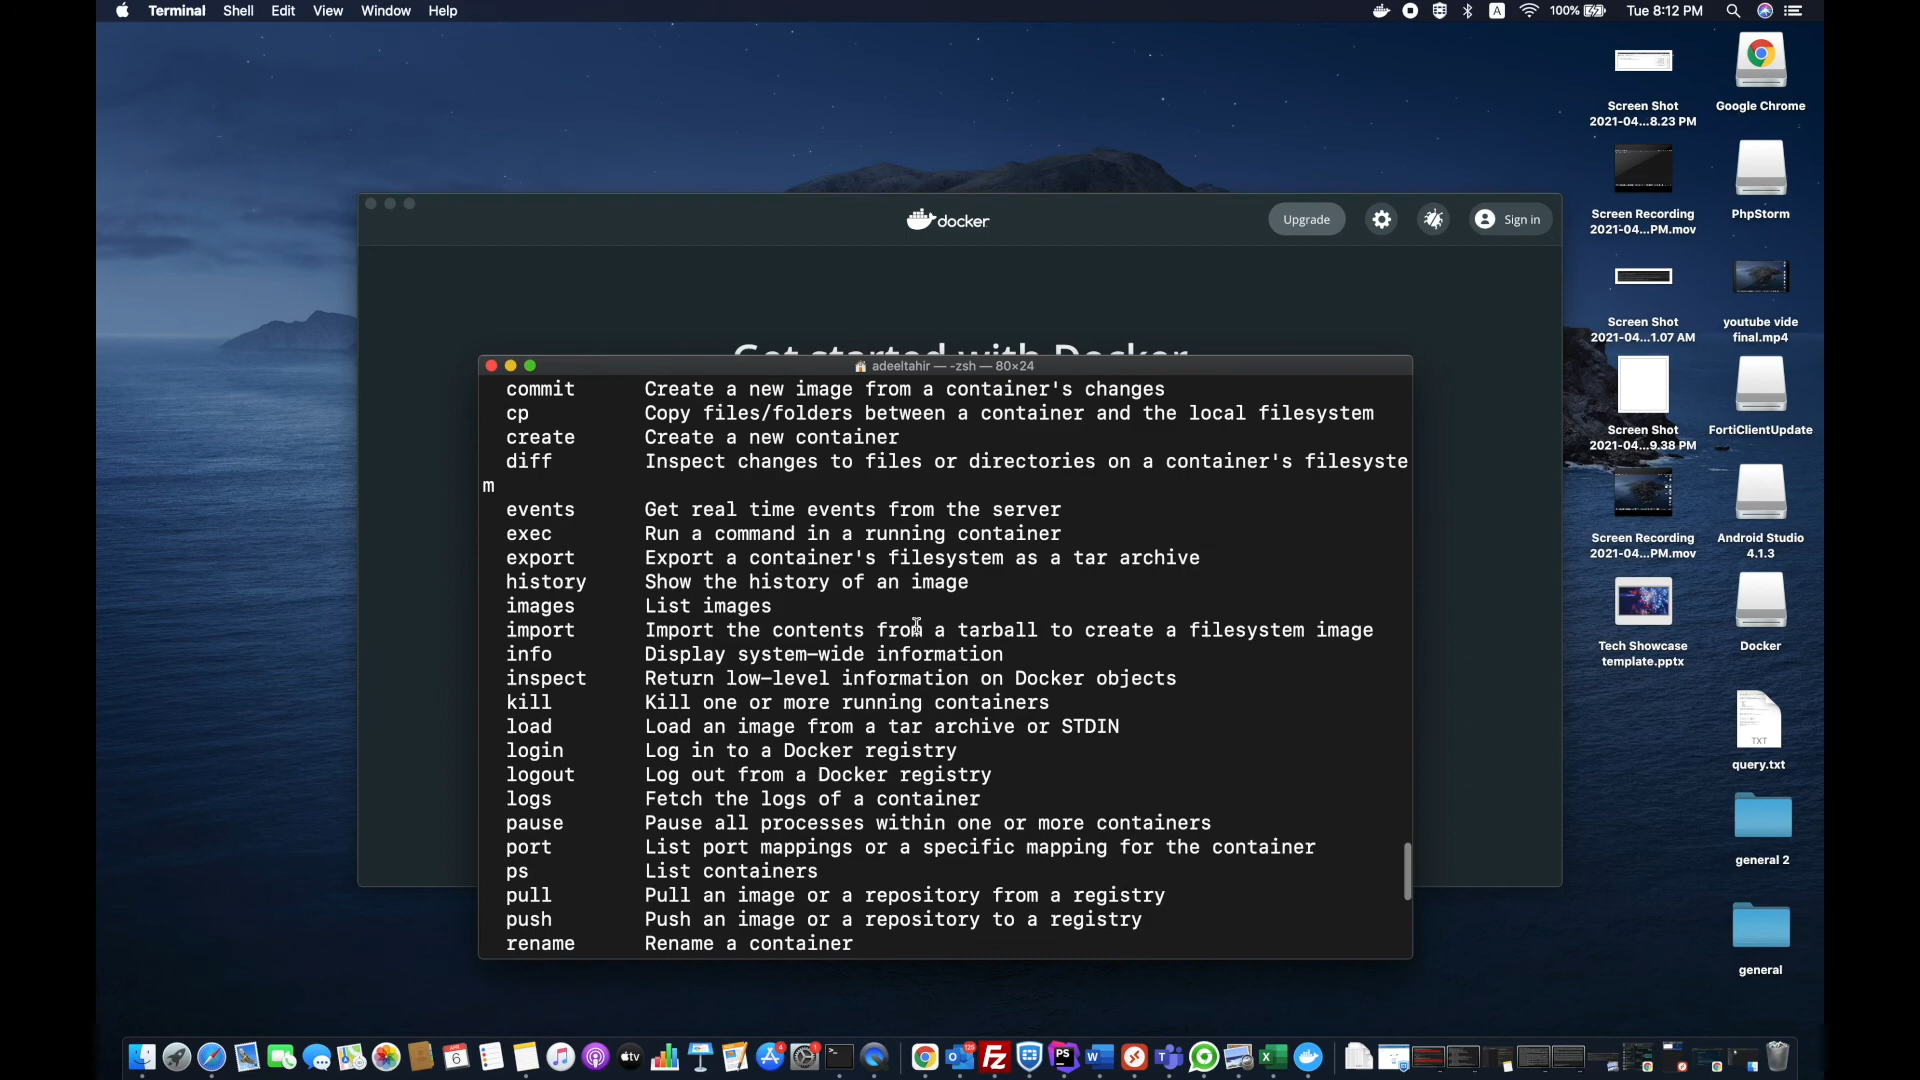 Terminal Shell Edit View Window Help
A 100% Tue 8:12 PM
Screen Shot
2021-04...8.23 PM
Google Chrome
Screen Recording
2021-04...PM.mov
PhpStorm
Screen Shot
2021-04...1.07 AM
youtube vide
final.mp4
Screen Shot
2021-04...9.38 PM
FortiClientUpdate
Screen Recording
2021-04...PM.mov
Android Studio
4.1.3
Tech Showcase
template.pptx
Docker
TXT
query.txt
general 2
general
docker
Upgrade
Sign in
Get started with Docker
adeeltahir — -zsh — 80×24
commit Create a new image from a container's changes
cp Copy files/folders between a container and the local filesystem
create Create a new container
diff Inspect changes to files or directories on a container's filesyste
m
events Get real time events from the server
exec Run a command in a running container
export Export a container's filesystem as a tar archive
history Show the history of an image
images List images
import Import the contents from a tarball to create a filesystem image
info Display system-wide information
inspect Return low-level information on Docker objects
kill Kill one or more running containers
load Load an image from a tar archive or STDIN
login Log in to a Docker registry
logout Log out from a Docker registry
logs Fetch the logs of a container
pause Pause all processes within one or more containers
port List port mappings or a specific mapping for the container
ps List containers
pull Pull an image or a repository from a registry
push Push an image or a repository to a registry
rename Rename a container